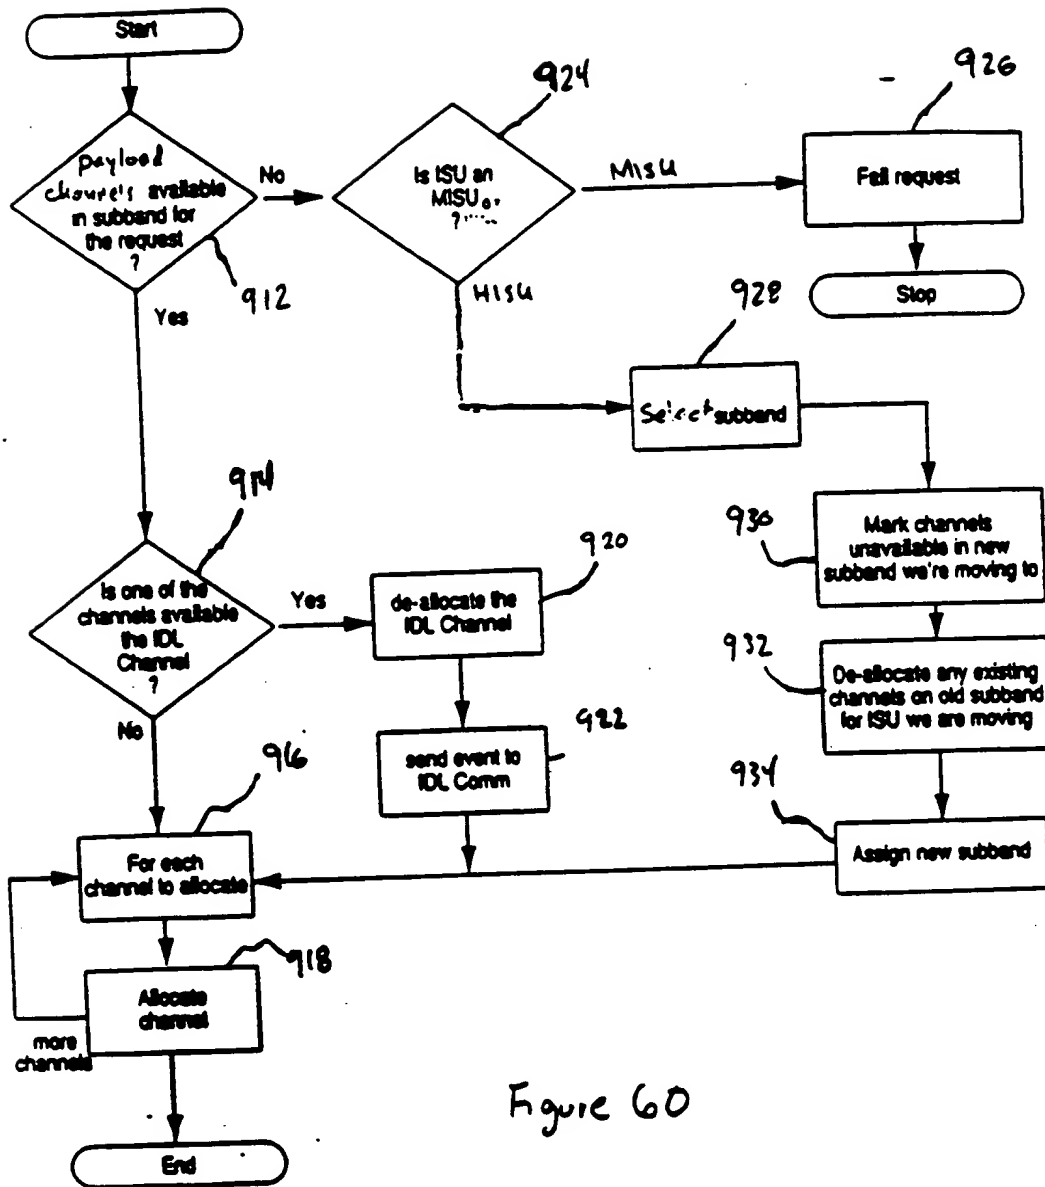 Start
payload
channels available
in subband for
the request
?
912
No
Yes
924
Is ISU an
MISU
?
MISU
HISU
926
Fail request
Stop
928
Select subband
930
Mark channels
unavailable in new
subband we're moving to
932
De-allocate any existing
channels on old subband
for ISU we are moving
934
Assign new subband
914
Is one of the
channels available
the IDL
Channel
?
Yes
No
920
de-allocate the
IDL Channel
922
send event to
IDL Comm
916
For each
channel to allocate
918
Allocate
channel
more
channels
End
Figure 60